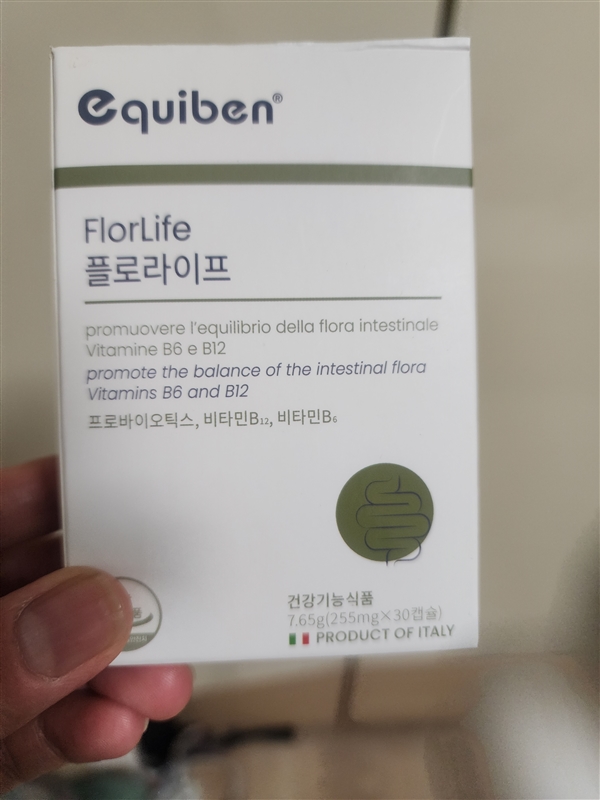 equiben®
FlorLife
플로라이프
promuovere l'equilibrio della flora intestinale
Vitamine B6 e B12
promote the balance of the intestinal flora
Vitamins B6 and B12
프로바이오틱스, 비타민B₁₂, 비타민B₆
건강기능식품
7.65g(255mg×30캡슐)
PRODUCT OF ITALY